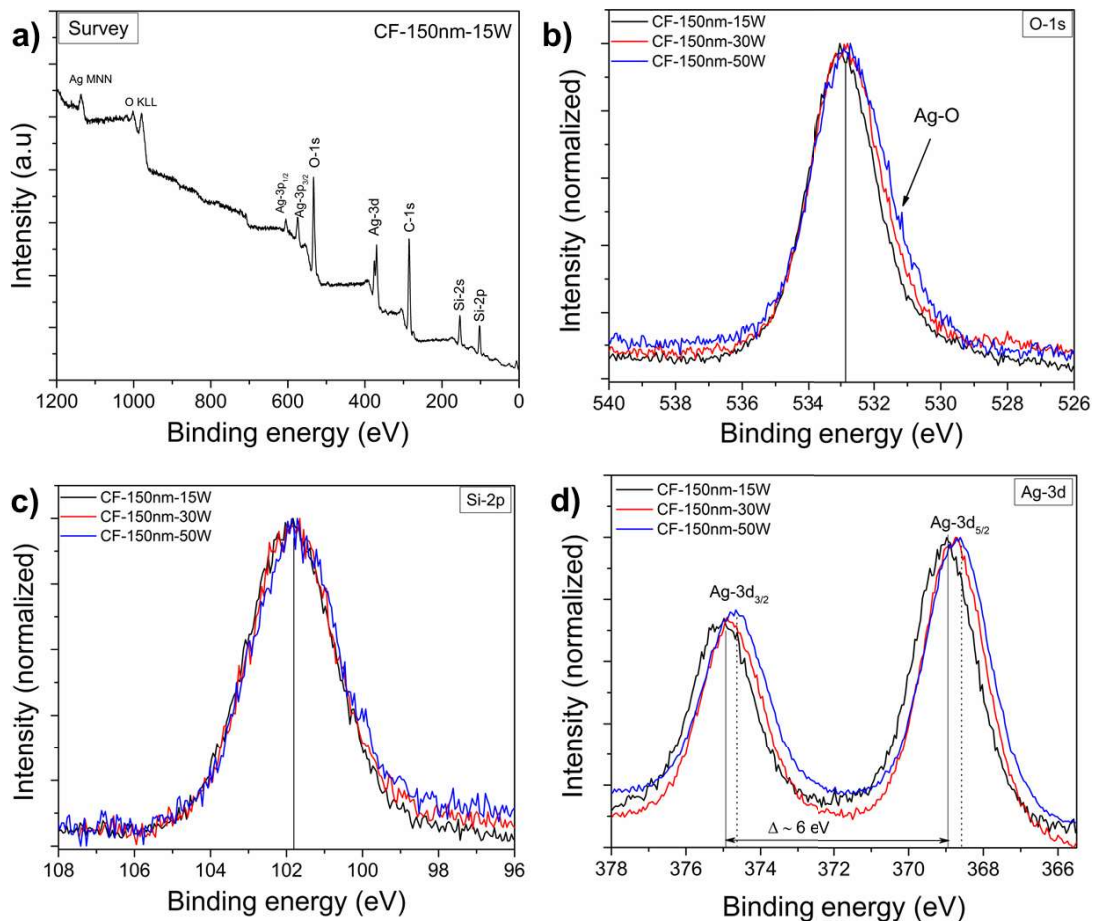 a)
Survey
CF-150nm-15W
Ag MNN
O KLL
Ag-3p1/2
Ag-3p3/2
O-1s
Ag-3d
C-1s
Si-2s
Si-2p
Intensity (a.u)
1200 1000 800 600 400 200 0
Binding energy (eV)
b)
CF-150nm-15W
CF-150nm-30W
CF-150nm-50W
O-1s
Ag-O
Intensity (normalized)
540 538 536 534 532 530 528 526
Binding energy (eV)
c)
CF-150nm-15W
CF-150nm-30W
CF-150nm-50W
Si-2p
Intensity (normalized)
108 106 104 102 100 98 96
Binding energy (eV)
d)
CF-150nm-15W
CF-150nm-30W
CF-150nm-50W
Ag-3d
Ag-3d5/2
Ag-3d3/2
Δ ~ 6 eV
Intensity (normalized)
378 376 374 372 370 368 366
Binding energy (eV)